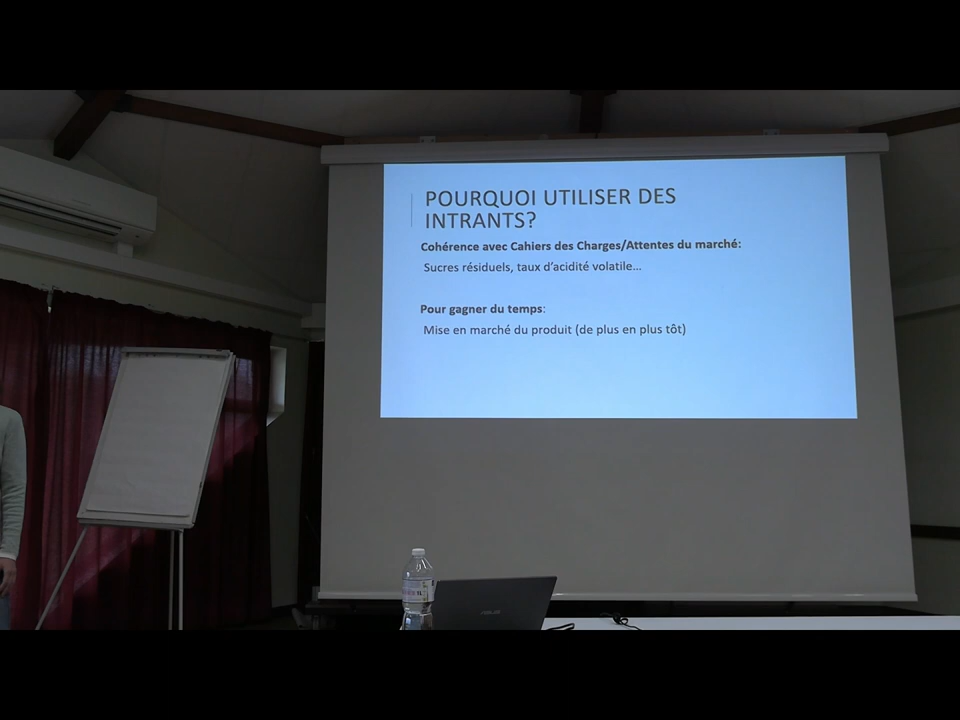 POURQUOI UTILISER DES
INTRANTS?
Cohérence avec Cahiers des Charges/Attentes du marché:
Sucres résiduels, taux d'acidité volatile...
Pour gagner du temps:
Mise en marché du produit (de plus en plus tôt)
ASUS